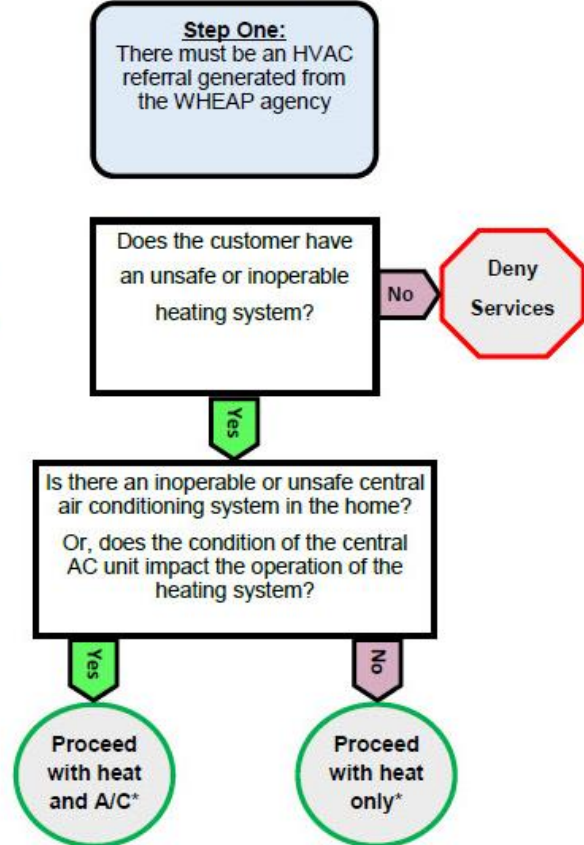 Step One:
There must be an HVAC
referral generated from
the WHEAP agency
Does the customer have
an unsafe or inoperable
heating system?
No
Deny
Services
Yes
Is there an inoperable or unsafe central
air conditioning system in the home?
Or, does the condition of the central
AC unit impact the operation of the
heating system?
Yes
No
Proceed
with heat
and A/C*
Proceed
with heat
only*